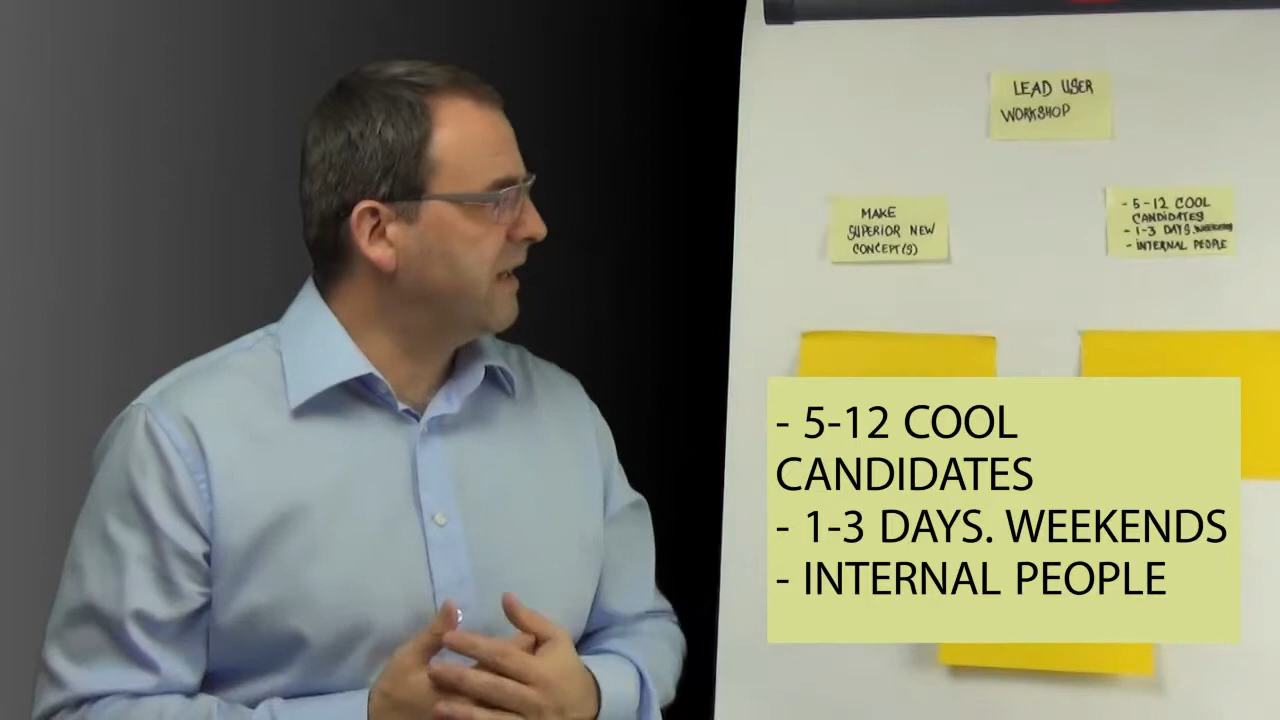 LEAD USER
WORKSHOP
MAKE
SUPERIOR NEW
CONCEPT(S)
- 5-12 COOL
CANDIDATES
- 1-3 DAYS. WEEKENDS
- INTERNAL PEOPLE
- 5-12 COOL
CANDIDATES
- 1-3 DAYS. WEEKENDS
- INTERNAL PEOPLE